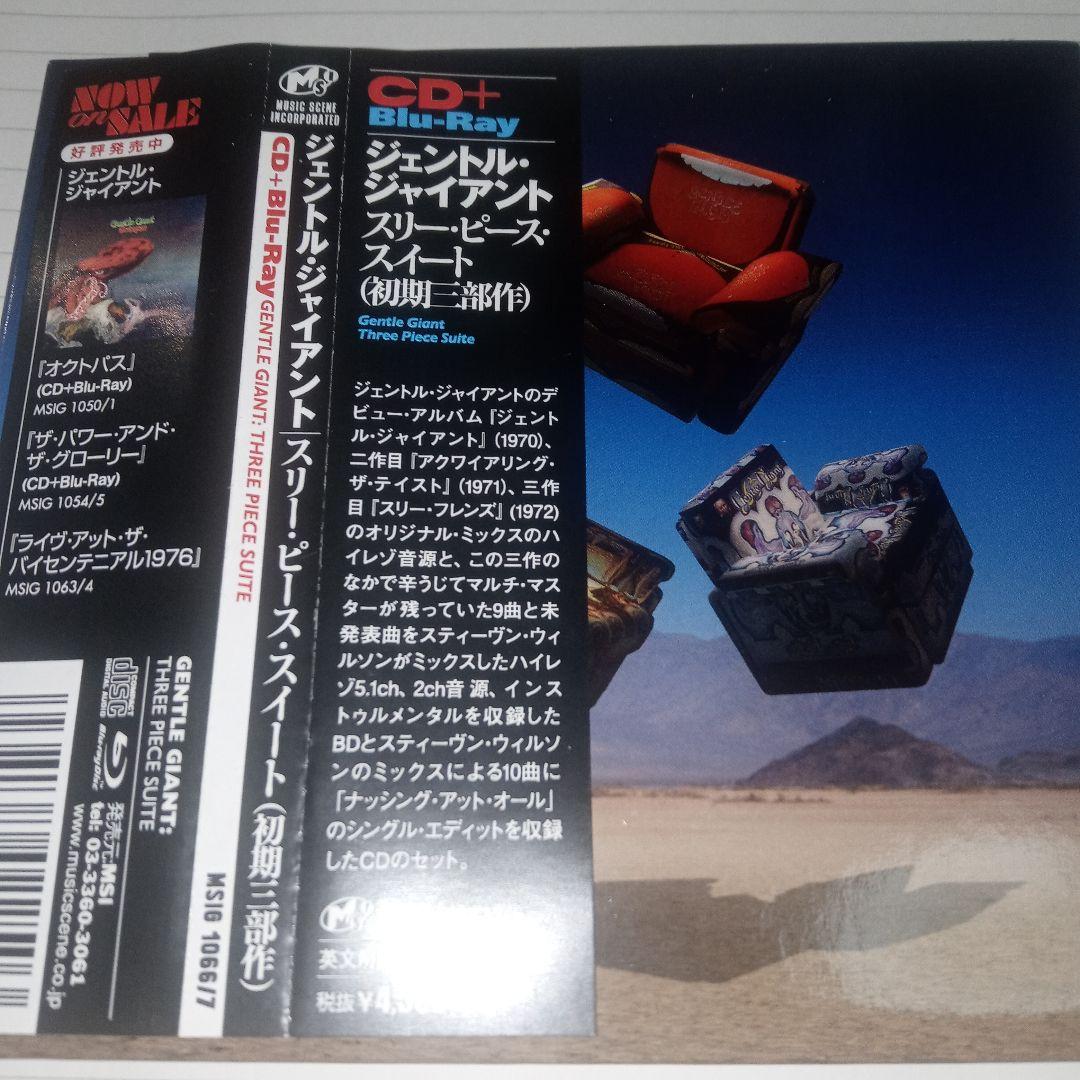 NOW
on SALE
好評発売中
ジェントル・
ジャイアント
Gentle Giant
『オクトパス』
(CD+Blu-Ray)
MSIG 1050/1
『ザ・パワー・アンド・
ザ・グローリー』
(CD+Blu-Ray)
MSIG 1054/5
『ライヴ・アット・ザ・
バイセンテニアル1976』
MSIG 1063/4
GENTLE GIANT:
THREE PIECE SUITE
COMPACT
disc
DIGITAL AUDIO
Blu-ray Disc
発売元MSI
tel: 03-3360-3061
www.musicscene.co.jp
MSI
MUSIC SCENE
INCORPORATED
ジェントル・ジャイアント|スリー・ピース・スイート(初期三部作)
CD+Blu-Ray GENTLE GIANT: THREE PIECE SUITE
MSIG 1066/7
CD+
Blu-Ray
ジェントル・
ジャイアント
スリー・ピース・
スイート
(初期三部作)
Gentle Giant
Three Piece Suite
ジェントル・ジャイアントのデ
ビュー・アルバム『ジェント
ル・ジャイアント』(1970)、
二作目『アクワイアリング・
ザ・テイスト』(1971)、三作
目『スリー・フレンズ』(1972)
のオリジナル・ミックスのハ
イレゾ音源と、この三作の
なかで辛うじてマルチ・マス
ターが残っていた9曲と未
発表曲をスティーヴン・ウィ
ルソンがミックスしたハイレ
ゾ5.1ch、2ch音源、インス
トゥルメンタルを収録した
BDとスティーヴン・ウィルソ
ンのミックスによる10曲に
「ナッシング・アット・オール」
のシングル・エディットを収録
したCDのセット。
英文
税抜¥4,